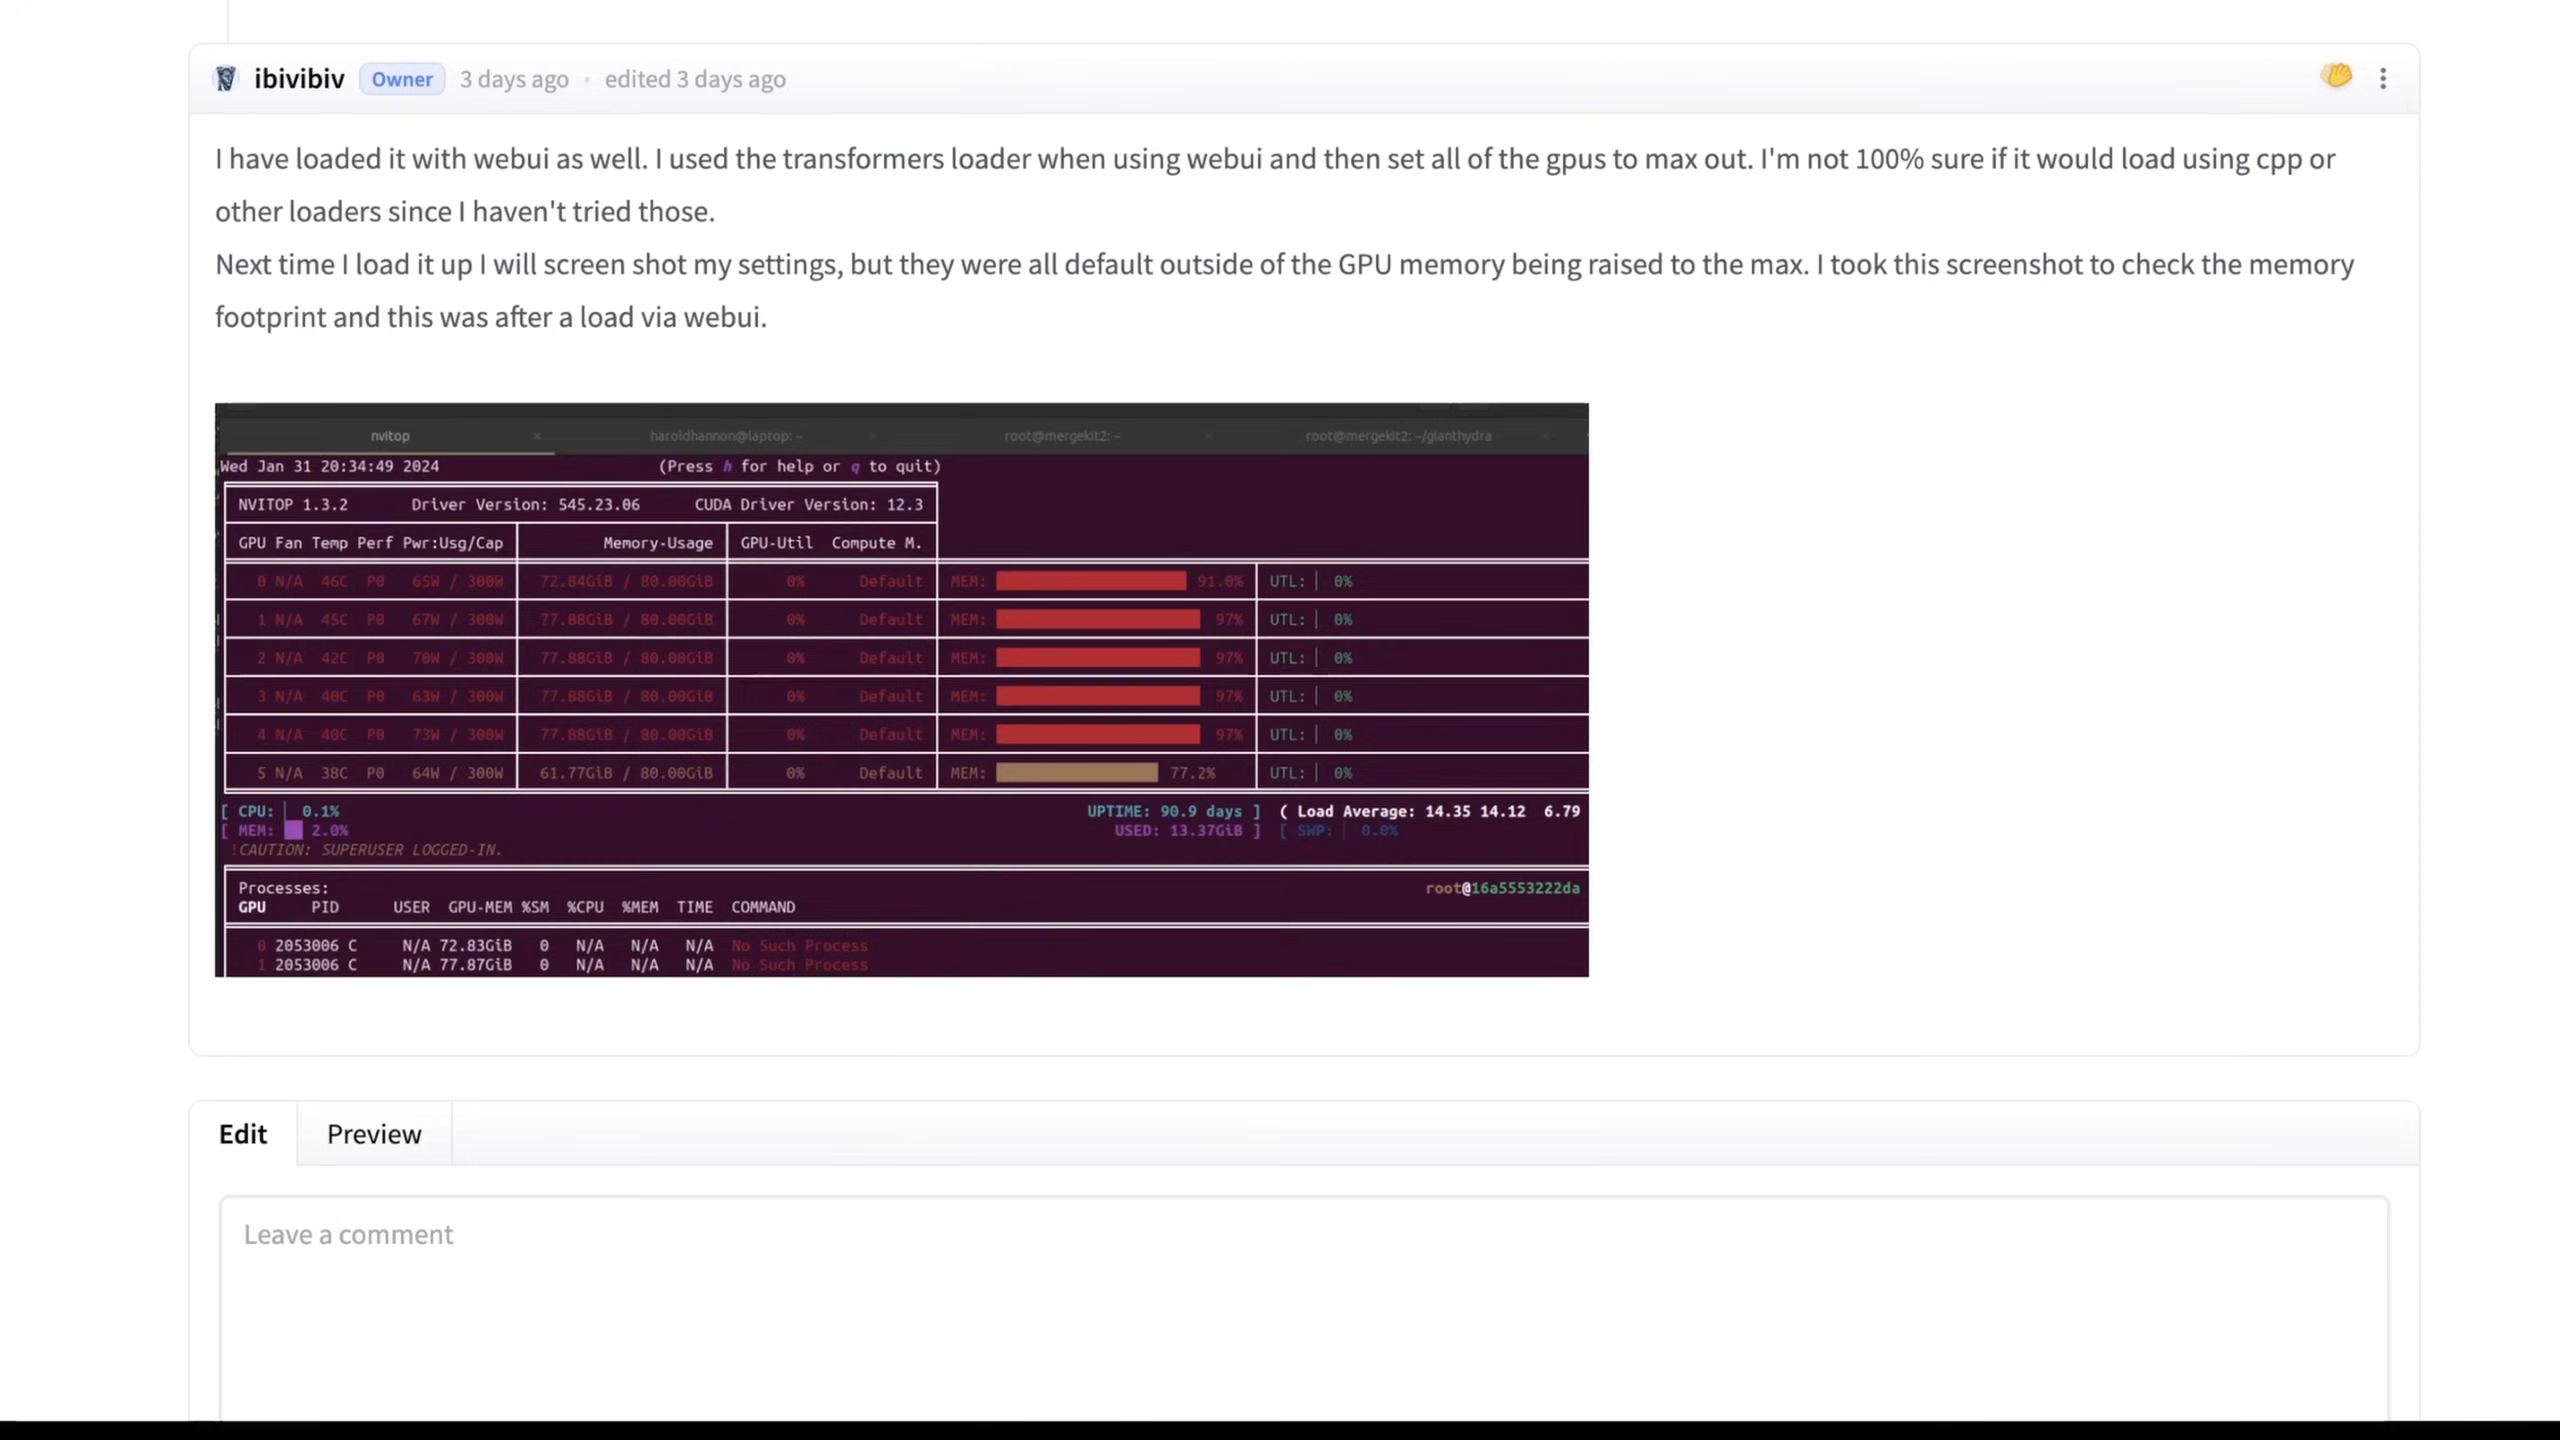 ibivibiv Owner 3 days ago • edited 3 days ago
I have loaded it with webui as well. I used the transformers loader when using webui and then set all of the gpus to max out. I'm not 100% sure if it would load using cpp or
other loaders since I haven't tried those.
Next time I load it up I will screen shot my settings, but they were all default outside of the GPU memory being raised to the max. I took this screenshot to check the memory
footprint and this was after a load via webui.
nvitop × haroldhannon@laptop: ~ × root@mergekit2: ~ × root@mergekit2: ~/gianthydra ×
Wed Jan 31 20:34:49 2024 (Press h for help or q to quit)
NVITOP 1.3.2 Driver Version: 545.23.06 CUDA Driver Version: 12.3
GPU Fan Temp Perf Pwr:Usg/Cap Memory-Usage GPU-Util Compute M.
0 N/A 46C P0 65W / 300W 72.84GiB / 80.00GiB 0% Default MEM: 91.0% UTL: 0%
1 N/A 45C P0 67W / 300W 77.88GiB / 80.00GiB 0% Default MEM: 97% UTL: 0%
2 N/A 42C P0 70W / 300W 77.88GiB / 80.00GiB 0% Default MEM: 97% UTL: 0%
3 N/A 40C P0 63W / 300W 77.88GiB / 80.00GiB 0% Default MEM: 97% UTL: 0%
4 N/A 40C P0 73W / 300W 77.88GiB / 80.00GiB 0% Default MEM: 97% UTL: 0%
5 N/A 38C P0 64W / 300W 61.77GiB / 80.00GiB 0% Default MEM: 77.2% UTL: 0%
[ CPU: 0.1% UPTIME: 90.9 days ] ( Load Average: 14.35 14.12 6.79
[ MEM: 2.0% USED: 13.37GiB ] [ SWP: 0.0%
!CAUTION: SUPERUSER LOGGED-IN.
Processes: root@16a5553222da
GPU PID USER GPU-MEM %SM %CPU %MEM TIME COMMAND
0 2053006 C N/A 72.83GiB 0 N/A N/A N/A No Such Process
1 2053006 C N/A 77.87GiB 0 N/A N/A N/A No Such Process
Edit Preview
Leave a comment